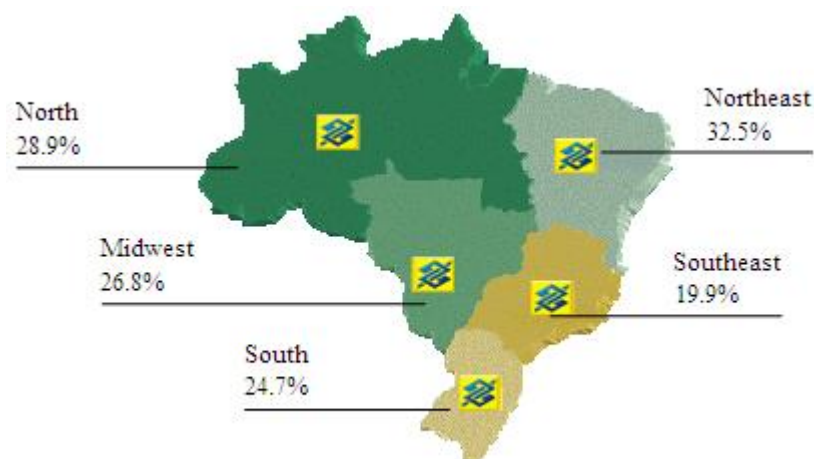 North
28.9%
Northeast
32.5%
Midwest
26.8%
Southeast
19.9%
South
24.7%